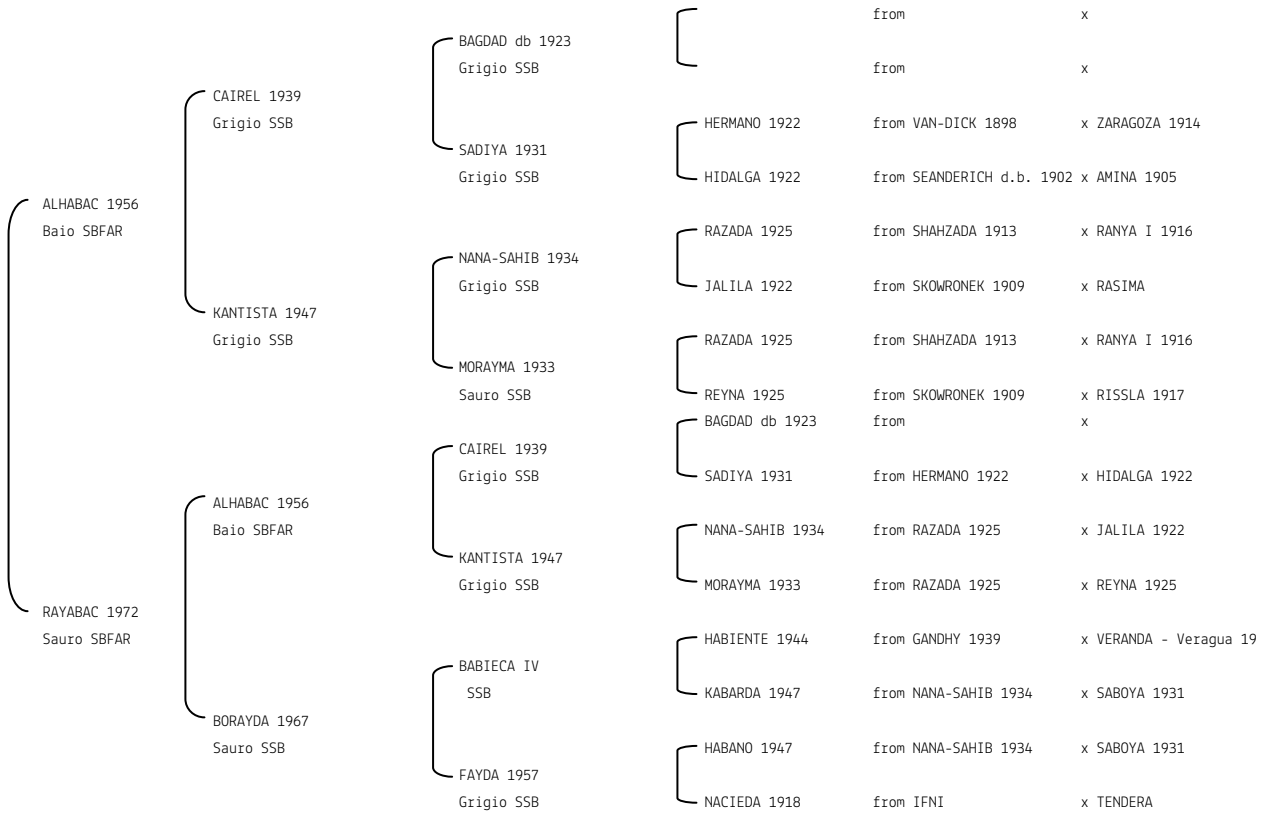 from x
BAGDAD db 1923
Grigio SSB from x
CAIREL 1939
Grigio SSB HERMANO 1922 from VAN-DICK 1898 x ZARAGOZA 1914
SADIYA 1931
Grigio SSB HIDALGA 1922 from SEANDERICH d.b. 1902 x AMINA 1905
ALHABAC 1956
Baio SBFAR RAZADA 1925 from SHAHZADA 1913 x RANYA I 1916
NANA-SAHIB 1934
Grigio SSB JALILA 1922 from SKOWRONEK 1909 x RASIMA
KANTISTA 1947
Grigio SSB RAZADA 1925 from SHAHZADA 1913 x RANYA I 1916
MORAYMA 1933
Sauro SSB REYNA 1925 from SKOWRONEK 1909 x RISSLA 1917
BAGDAD db 1923 from x
CAIREL 1939
Grigio SSB SADIYA 1931 from HERMANO 1922 x HIDALGA 1922
ALHABAC 1956
Baio SBFAR NANA-SAHIB 1934 from RAZADA 1925 x JALILA 1922
KANTISTA 1947
Grigio SSB MORAYMA 1933 from RAZADA 1925 x REYNA 1925
RAYABAC 1972
Sauro SBFAR HABIENTE 1944 from GANDHY 1939 x VERANDA - Veragua 19
BABIECA IV
SSB KABARDA 1947 from NANA-SAHIB 1934 x SABOYA 1931
BORAYDA 1967
Sauro SSB HABANO 1947 from NANA-SAHIB 1934 x SABOYA 1931
FAYDA 1957
Grigio SSB NACIEDA 1918 from IFNI x TENDERA